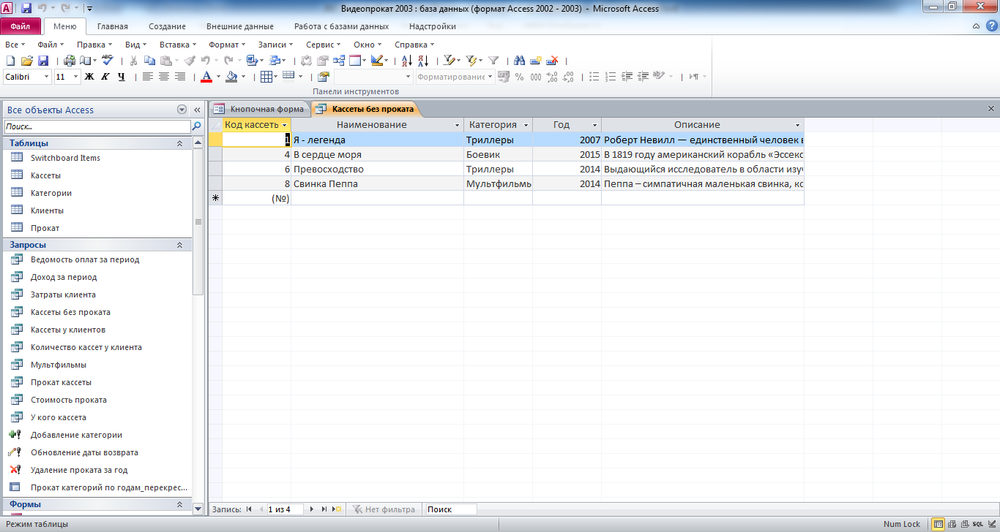 Видеопрокат 2003 : база данных (формат Access 2002 - 2003) - Microsoft Access
Файл Меню Главная Создание Внешние данные Работа с базами данных Надстройки
Все Файл Правка Вид Вставка Формат Записи Сервис Окно Справка
Calibri 11 Ж К Ч Форматирование
Панели инструментов
Все объекты Access
Поиск...
Таблицы
Switchboard Items
Кассеты
Категории
Клиенты
Прокат
Запросы
Ведомость оплат за период
Доход за период
Затраты клиента
Кассеты без проката
Кассеты у клиентов
Количество кассет у клиента
Мультфильмы
Прокат кассеты
Стоимость проката
У кого кассета
Добавление категории
Обновление даты возврата
Удаление проката за год
Прокат категорий по годам_перекрес...
Формы
Кнопочная форма Кассеты без проката
Код кассеть Наименование Категория Год Описание
1 Я - легенда Триллеры 2007 Роберт Невилл — единственный человек в
4 В сердце моря Боевик 2015 В 1819 году американский корабль «Эссекс
6 Превосходство Триллеры 2014 Выдающийся исследователь в области изу
8 Свинка Пеппа Мультфильмь 2014 Пеппа – симпатичная маленькая свинка, ко
(№)
Запись: 1 из 4 Нет фильтра Поиск
Режим таблицы Num Lock SQL